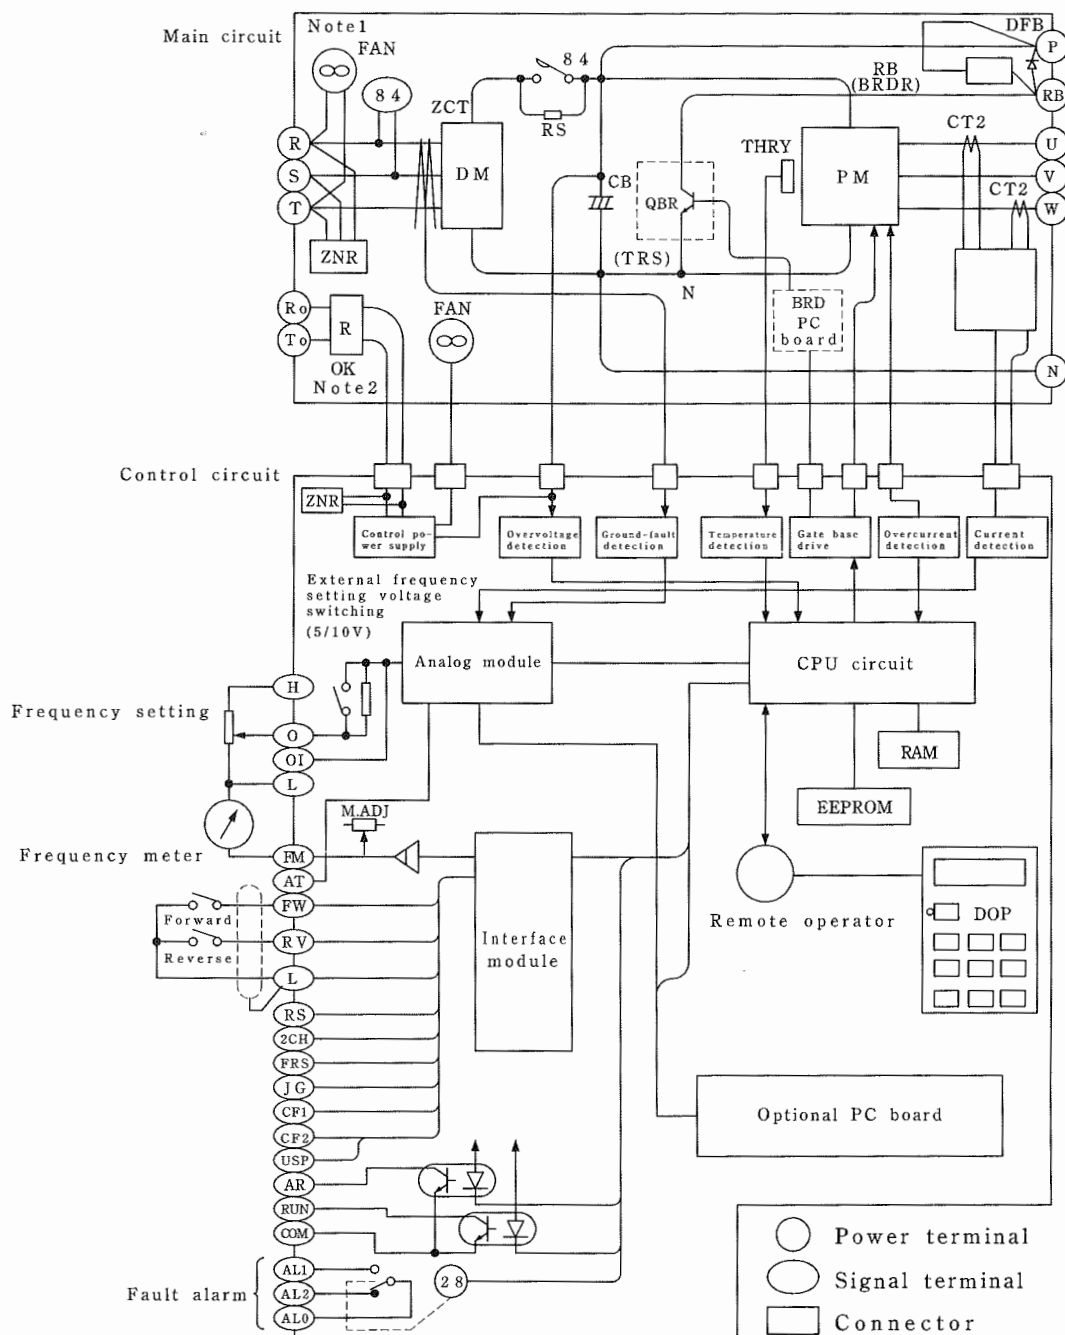 Main circuit
Note1
FAN
84
ZCT
84
RS
DFB
P
RB
(BRDR)
RB
R
S
T
DM
CB
THRY
PM
CT2
U
V
CT2
W
QBR
ZNR
(TRS)
N
Ro
To
R
FAN
BRD
PC
board
OK
Note2
N
Control circuit
ZNR
Control po-
wer supply
Overvoltage
detection
Ground-fault
detection
Temperature
detection
Gate base
drive
Overcurrent
detection
Current
detection
External frequency
setting voltage
switching
(5/10V)
Analog module
CPU circuit
H
Frequency setting
O
OI
L
RAM
EEPROM
M.ADJ
Frequency meter
FM
AT
FW
Forward
RV
Reverse
L
Interface
module
Remote operator
DOP
RS
2CH
FRS
JG
CF1
CF2
USP
AR
RUN
COM
Optional PC board
AL1
AL2
AL0
Fault alarm
28
Power terminal
Signal terminal
Connector